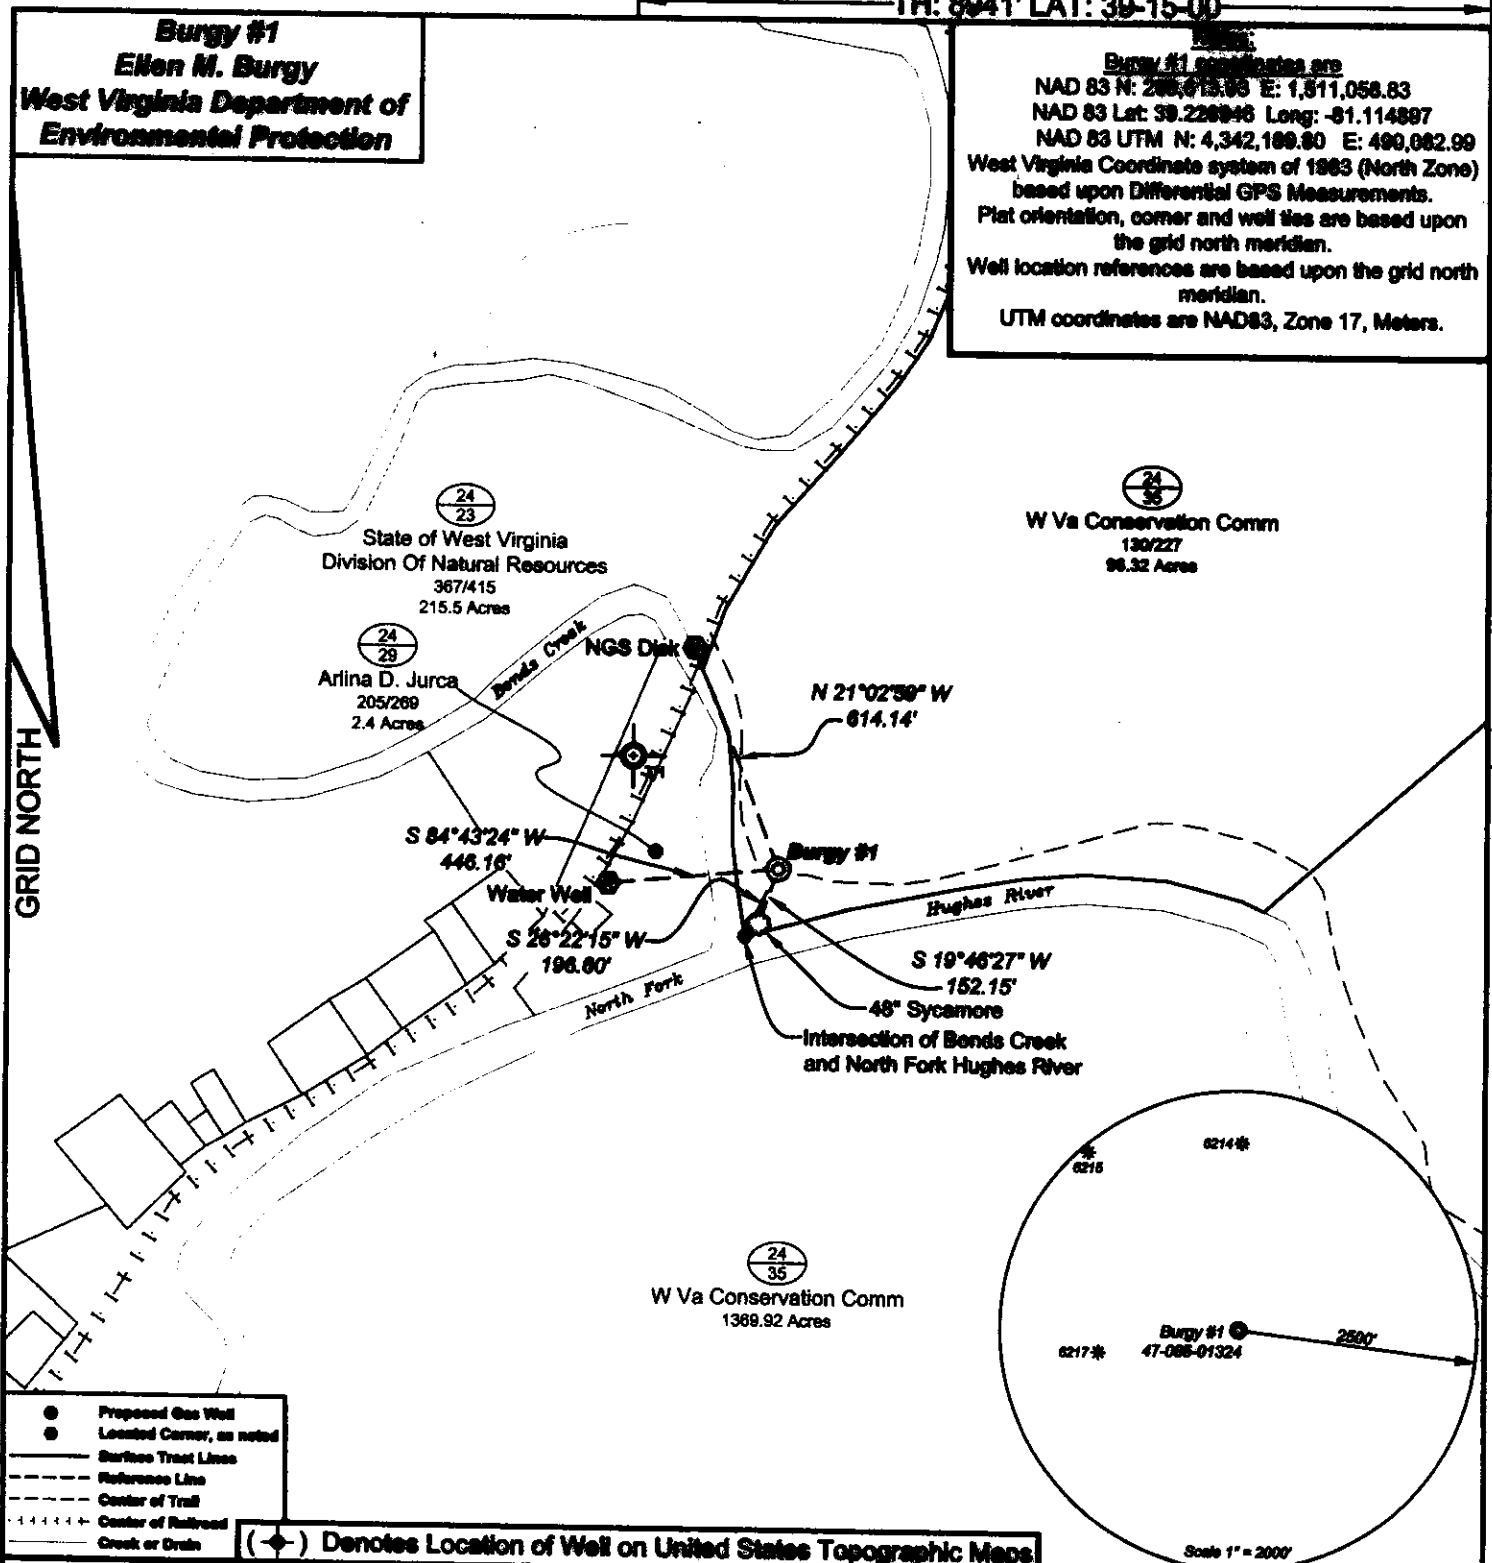 TH: 8941' LAT: 39-15-00
Burgy #1
Ellen M. Burgy
West Virginia Department of
Environmental Protection
Burgy #1 coordinates are
NAD 83 N: E: 1,511,056.83
NAD 83 Lat: 39.228946 Long: -81.114897
NAD 83 UTM N: 4,342,189.80 E: 490,082.99
West Virginia Coordinate system of 1983 (North Zone)
based upon Differential GPS Measurements.
Plat orientation, corner and well ties are based upon
the grid north meridian.
Well location references are based upon the grid north
meridian.
UTM coordinates are NAD83, Zone 17, Meters.
24
23
State of West Virginia
Division Of Natural Resources
367/415
215.5 Acres
24
35
W Va Conservation Comm
130/227
96.32 Acres
24
29
Arlina D. Jurca
205/269
2.4 Acres
Bonds Creek
NGS Disk
N 21°02'59" W
614.14'
GRID NORTH
S 84°43'24" W
446.16'
Burgy #1
Water Well
Hughes River
S 26°22'15" W
196.60'
S 19°46'27" W
152.15'
North Fork
48" Sycamore
Intersection of Bonds Creek
and North Fork Hughes River
24
35
W Va Conservation Comm
1369.92 Acres
6214
6215
Burgy #1
47-085-01324
2500'
6217
Scale 1" = 2000'
Proposed Gas Well
Located Corner, as noted
Surface Tract Lines
Reference Line
Center of Trail
Center of Railroad
Creek or Drain
( ) Denotes Location of Well on United States Topographic Maps